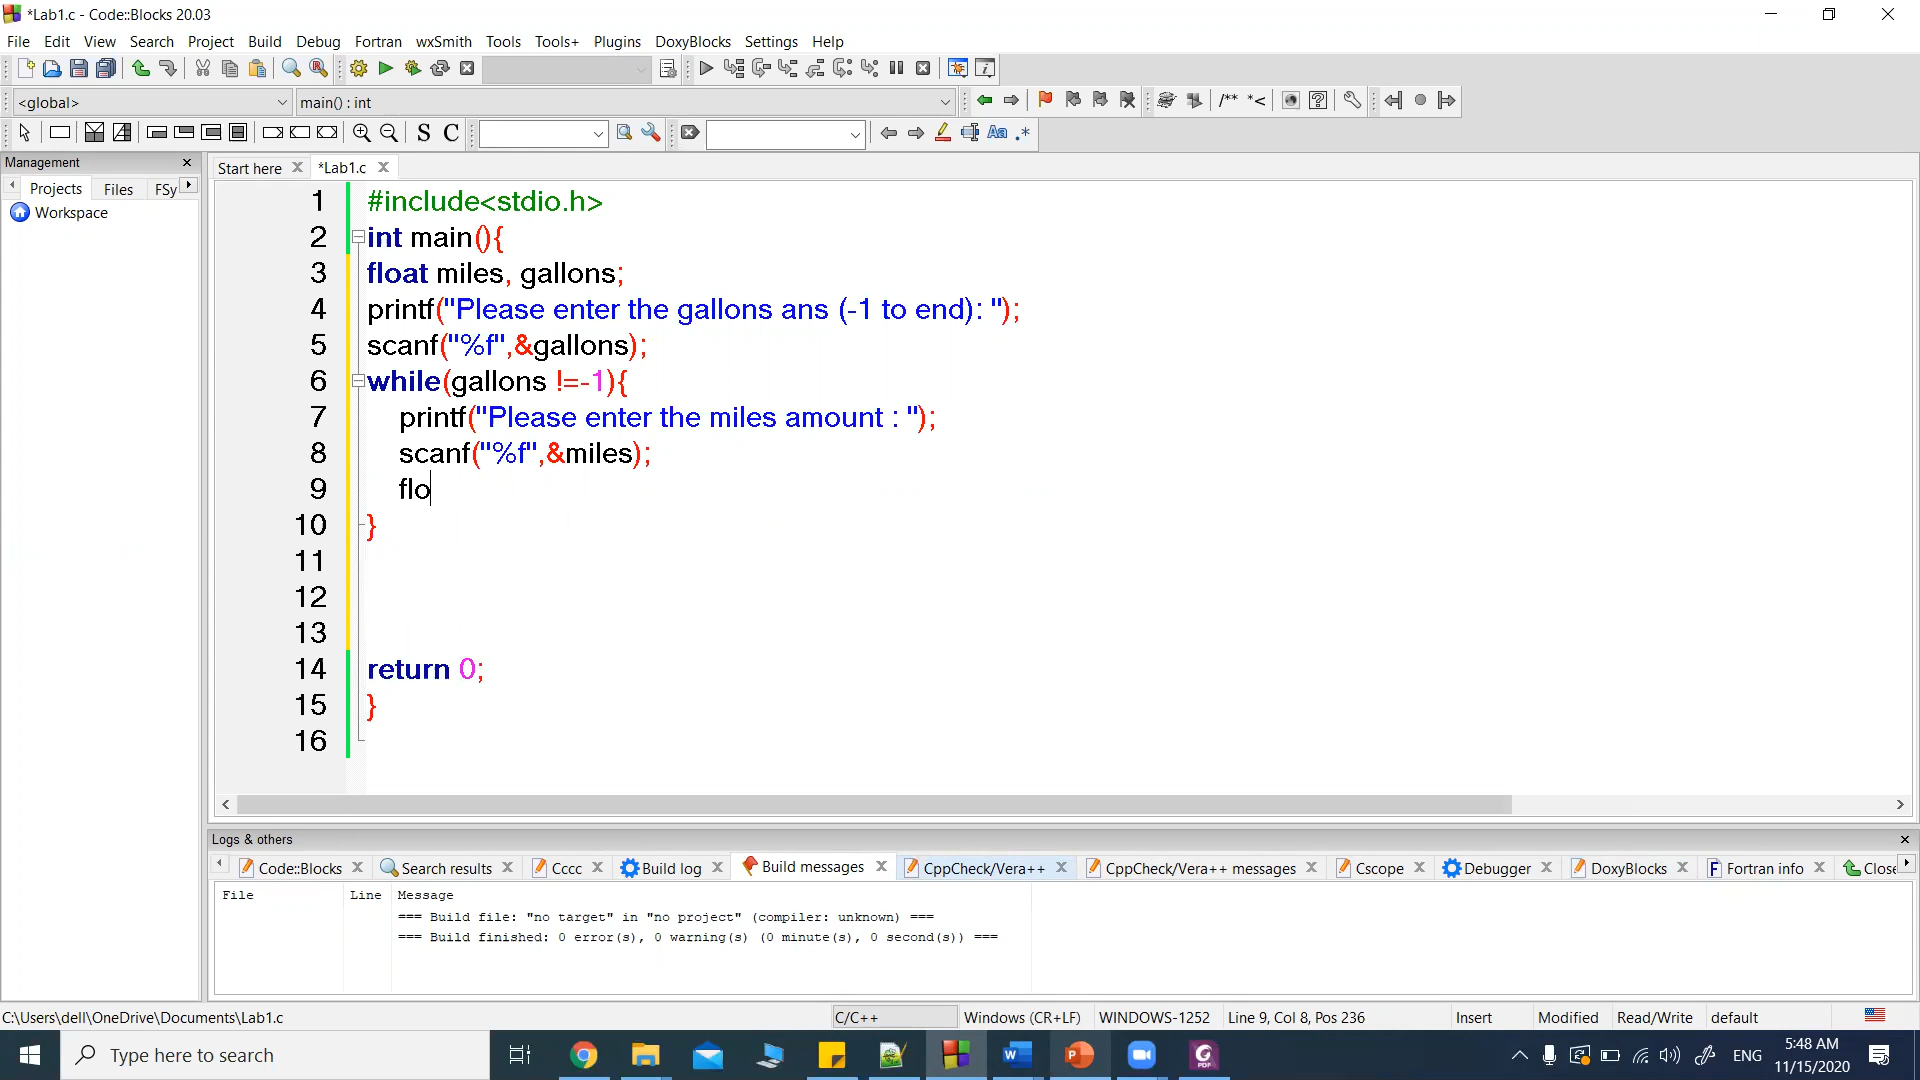 *Lab1.c - Code::Blocks 20.03
File Edit View Search Project Build Debug Fortran wxSmith Tools Tools+ Plugins DoxyBlocks Settings Help
<global> main() : int /** *<
S C Aa .*
Management
Projects Files FSy
Workspace
Start here *Lab1.c
1 #include<stdio.h>
2 int main(){
3 float miles, gallons;
4 printf("Please enter the gallons ans (-1 to end): ");
5 scanf("%f",&gallons);
6 while(gallons !=-1){
7 printf("Please enter the miles amount : ");
8 scanf("%f",&miles);
9 flo
10 }
11
12
13
14 return 0;
15 }
16
Logs & others
Code::Blocks Search results Cccc Build log Build messages CppCheck/Vera++ CppCheck/Vera++ messages Cscope Debugger DoxyBlocks Fortran info Close
File Line Message
=== Build file: "no target" in "no project" (compiler: unknown) ===
=== Build finished: 0 error(s), 0 warning(s) (0 minute(s), 0 second(s)) ===
C:\Users\dell\OneDrive\Documents\Lab1.c C/C++ Windows (CR+LF) WINDOWS-1252 Line 9, Col 8, Pos 236 Insert Modified Read/Write default
Type here to search ENG 5:48 AM
11/15/2020